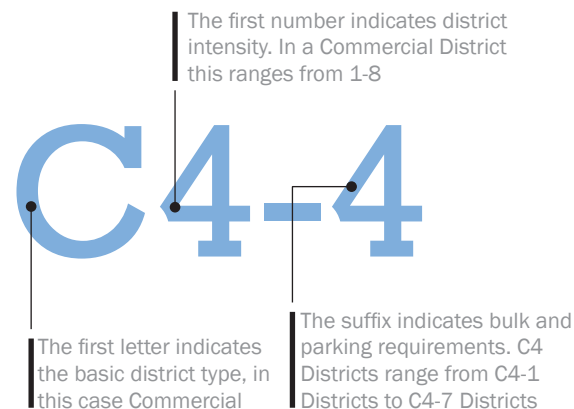 The first number indicates district
intensity. In a Commercial District
this ranges from 1-8
C4-4
The first letter indicates
the basic district type, in
this case Commercial
The suffix indicates bulk and
parking requirements. C4
Districts range from C4-1
Districts to C4-7 Districts